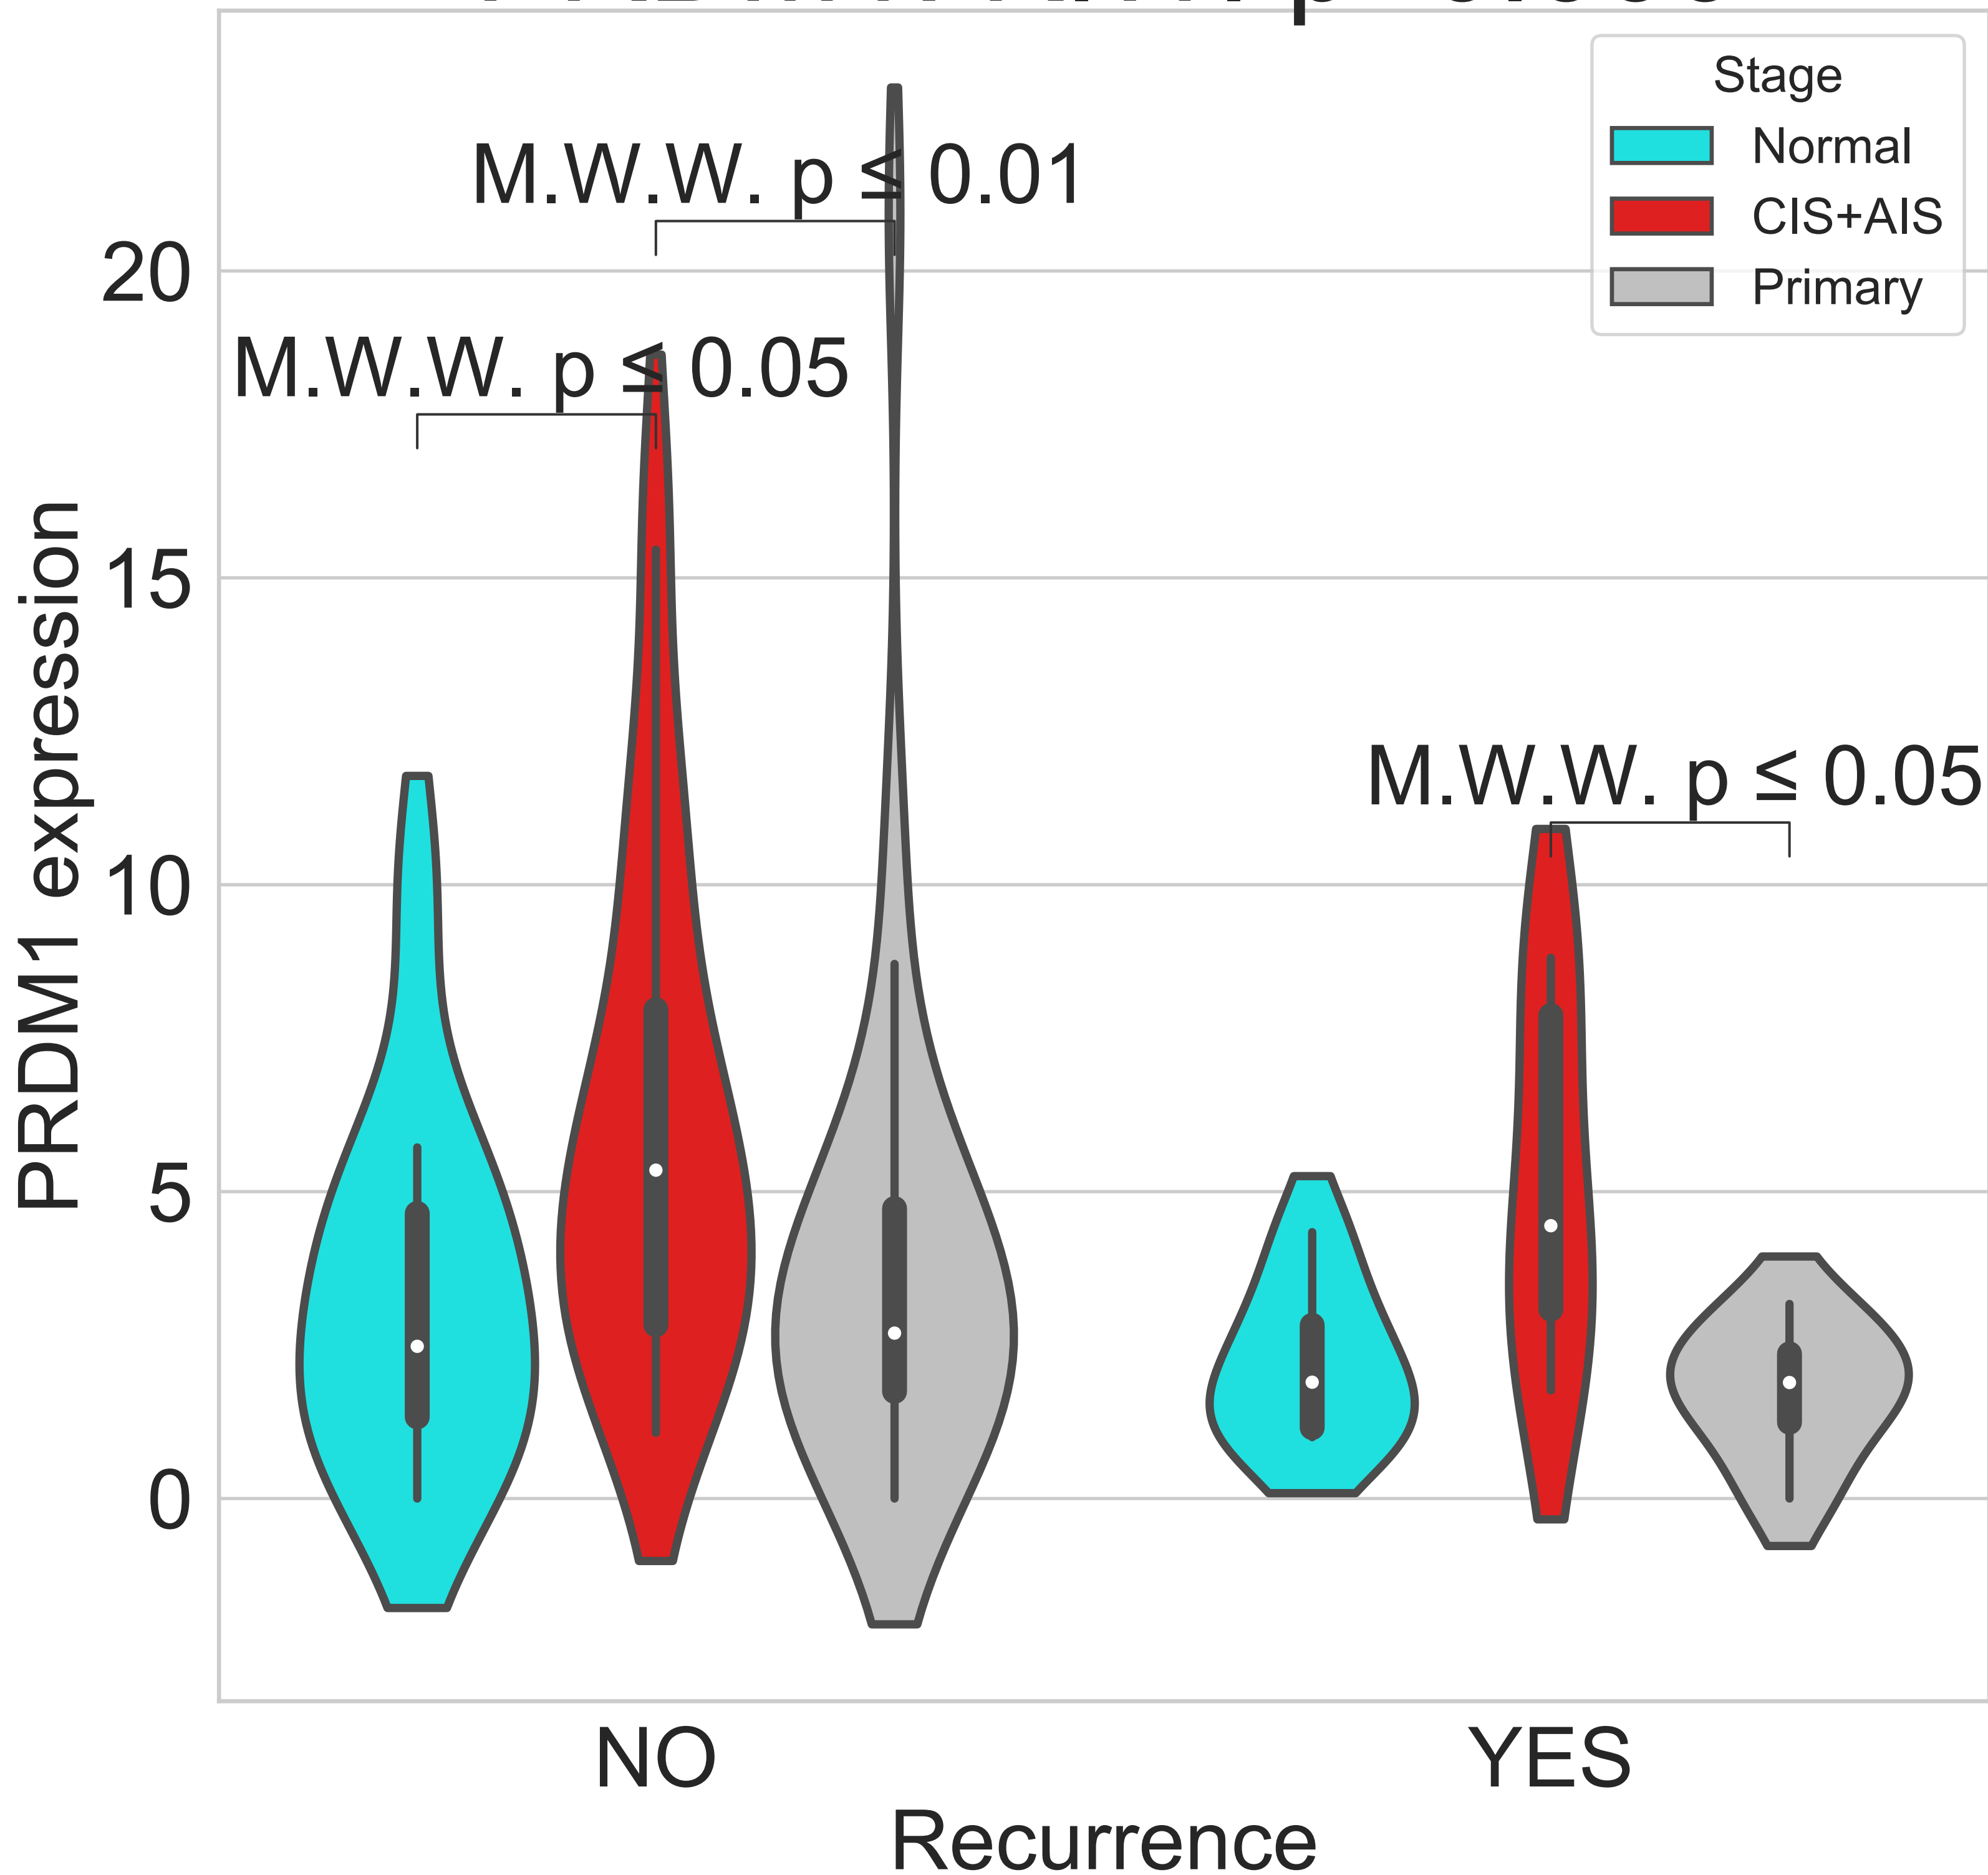 Stage
Normal
CIS+AIS
Primary
M.W.W. p ≤ 0.01
M.W.W. p ≤ 0.05
M.W.W. p ≤ 0.05
PRDM1 expression
20
15
10
5
0
NO
YES
Recurrence